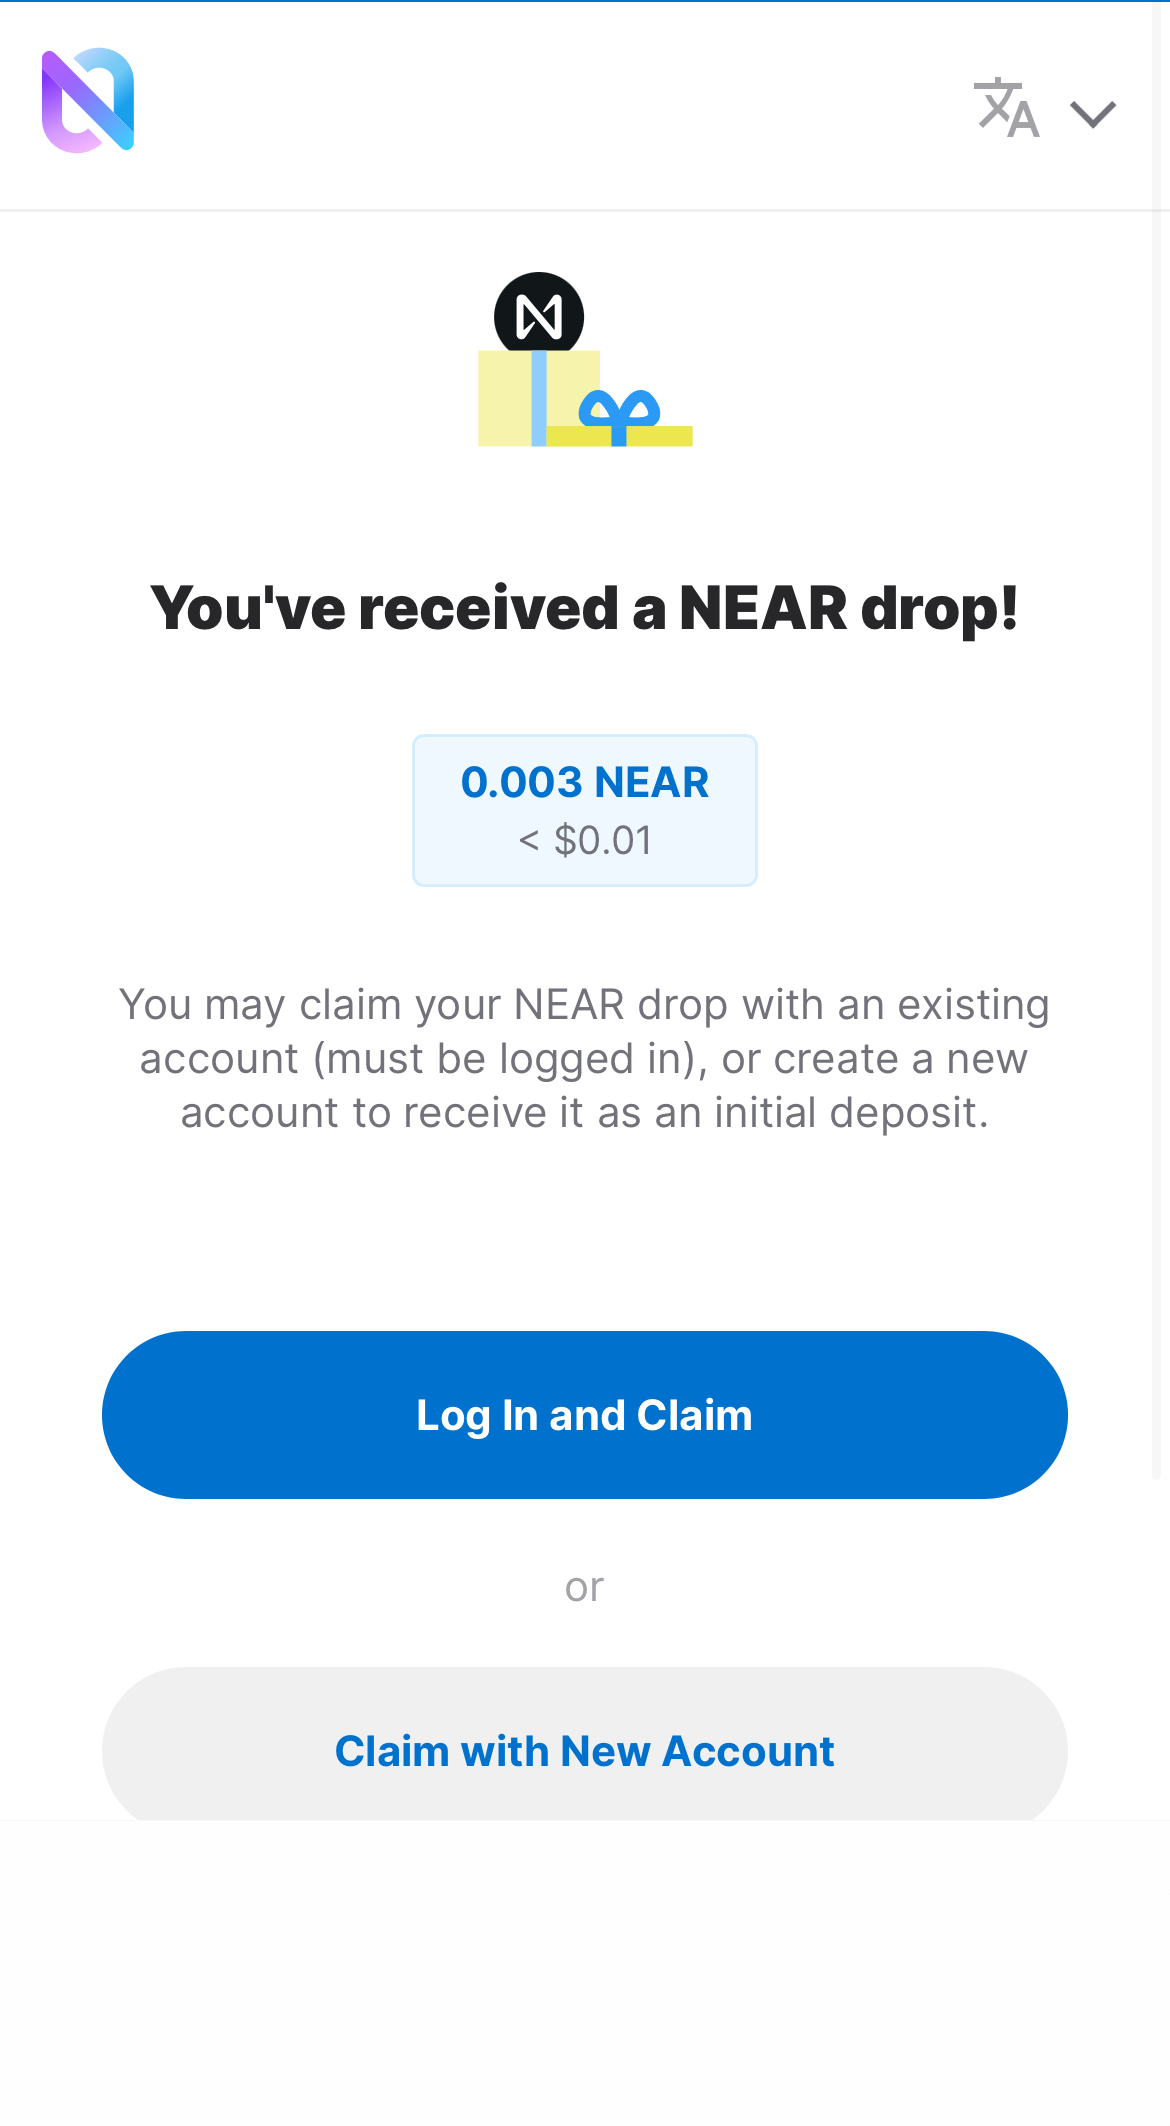 You've received a NEAR drop!
0.003 NEAR
< $0.01
You may claim your NEAR drop with an existing
account (must be logged in), or create a new
account to receive it as an initial deposit.
Log In and Claim
or
Claim with New Account